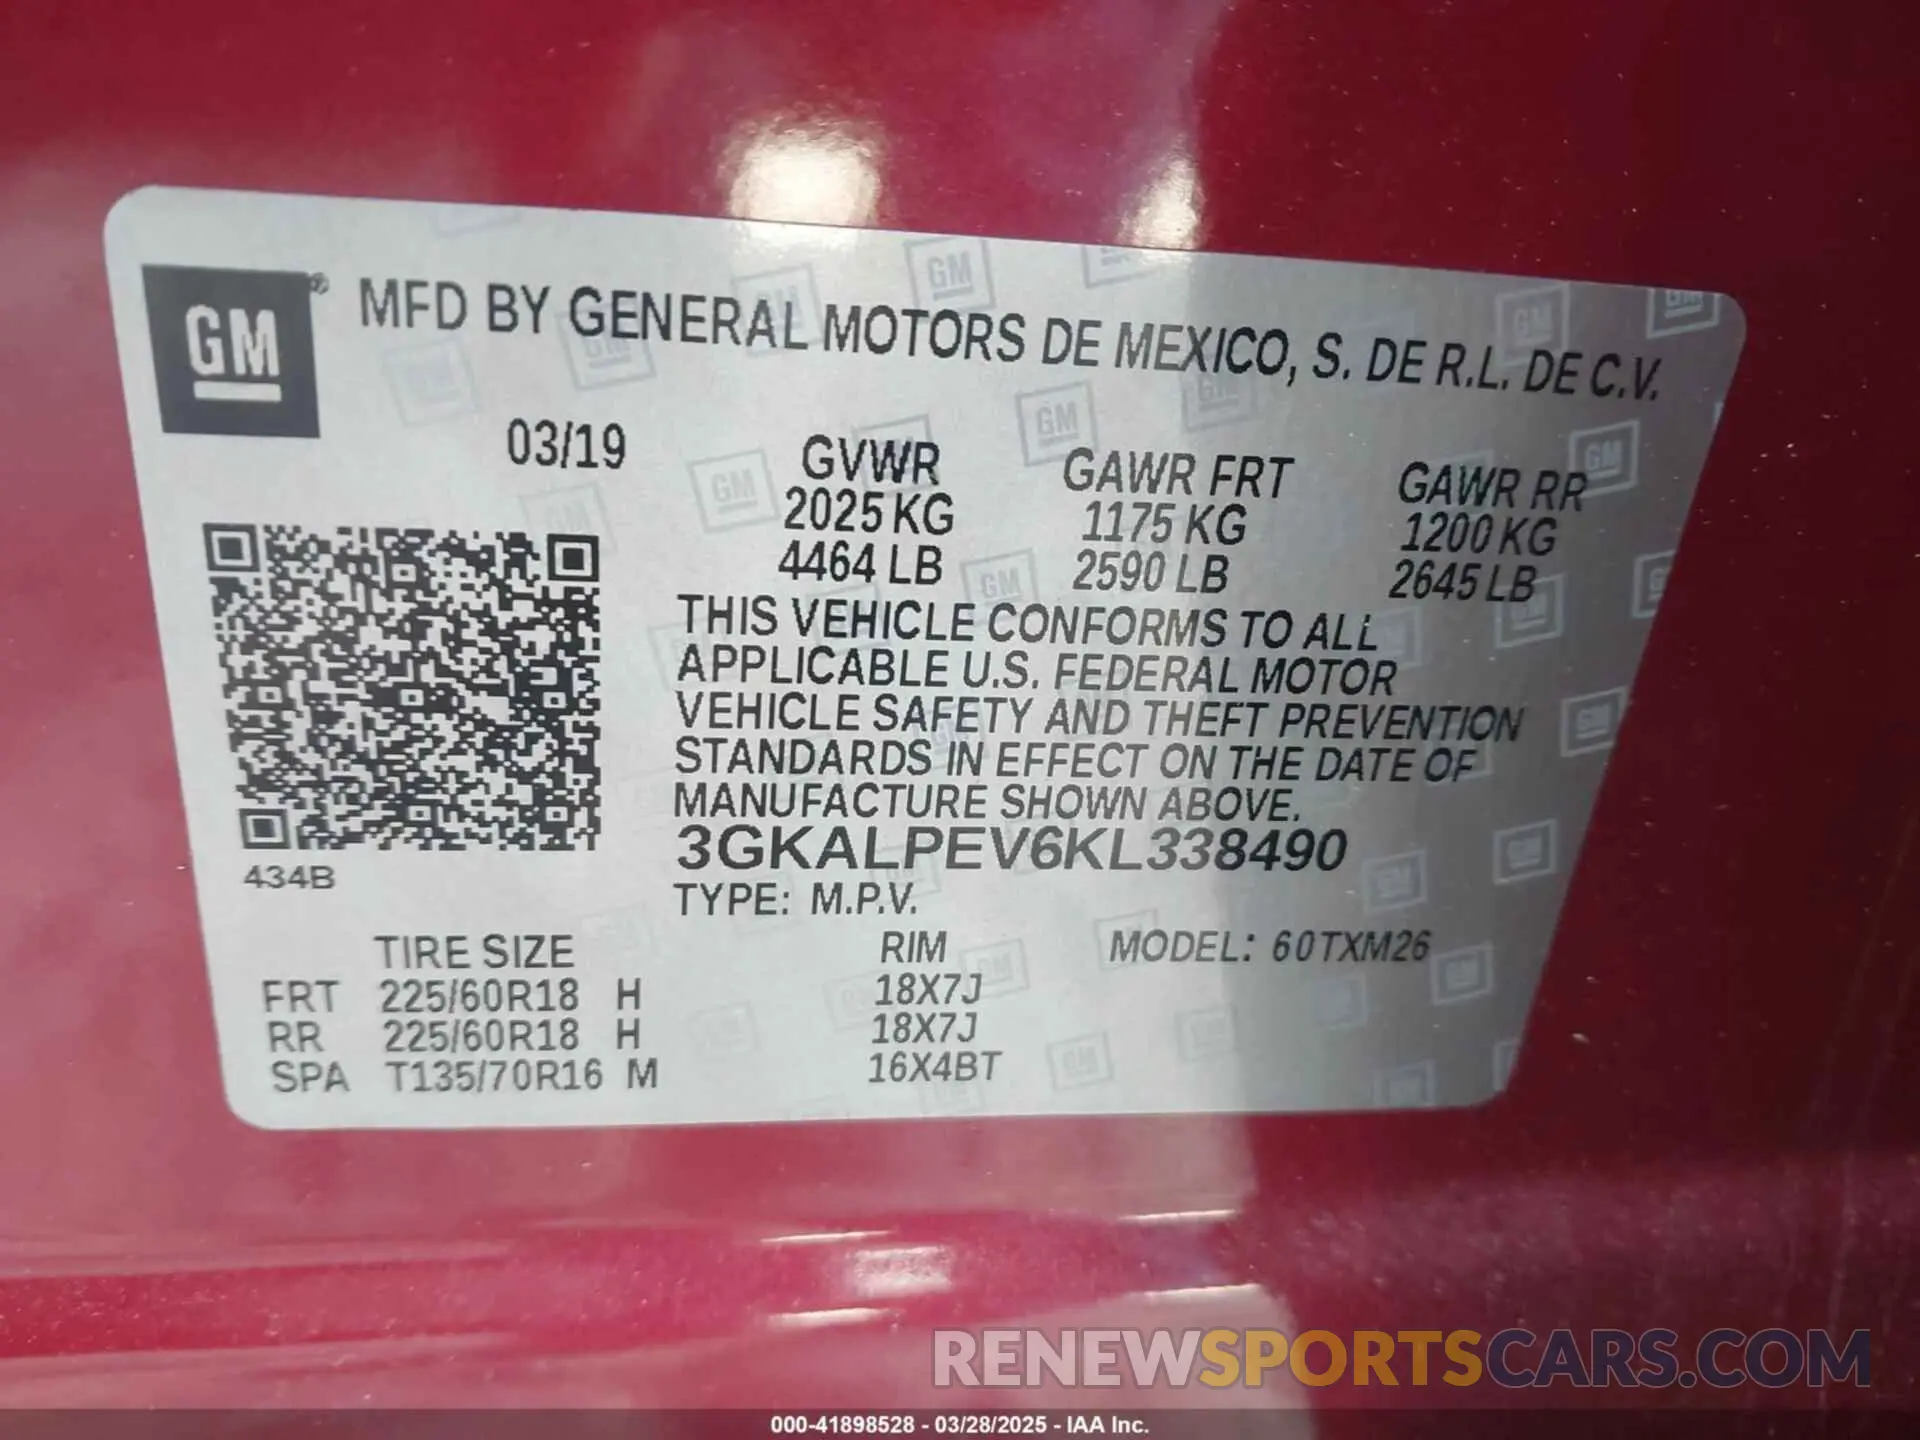 GM® MFD BY GENERAL MOTORS DE MEXICO, S. DE R.L. DE C.V.
03/19
GVWR GAWR FRT GAWR RR
2025 KG 1175 KG 1200 KG
4464 LB 2590 LB 2645 LB
THIS VEHICLE CONFORMS TO ALL
APPLICABLE U.S. FEDERAL MOTOR
VEHICLE SAFETY AND THEFT PREVENTION
STANDARDS IN EFFECT ON THE DATE OF
MANUFACTURE SHOWN ABOVE.
3GKALPEV6KL338490
434B
TYPE: M.P.V.
TIRE SIZE RIM MODEL: 60TXM26
FRT 225/60R18 H 18X7J
RR 225/60R18 H 18X7J
SPA T135/70R16 M 16X4BT
RENEWSPORTSCARS.COM
000-41898528 - 03/28/2025 - IAA Inc.